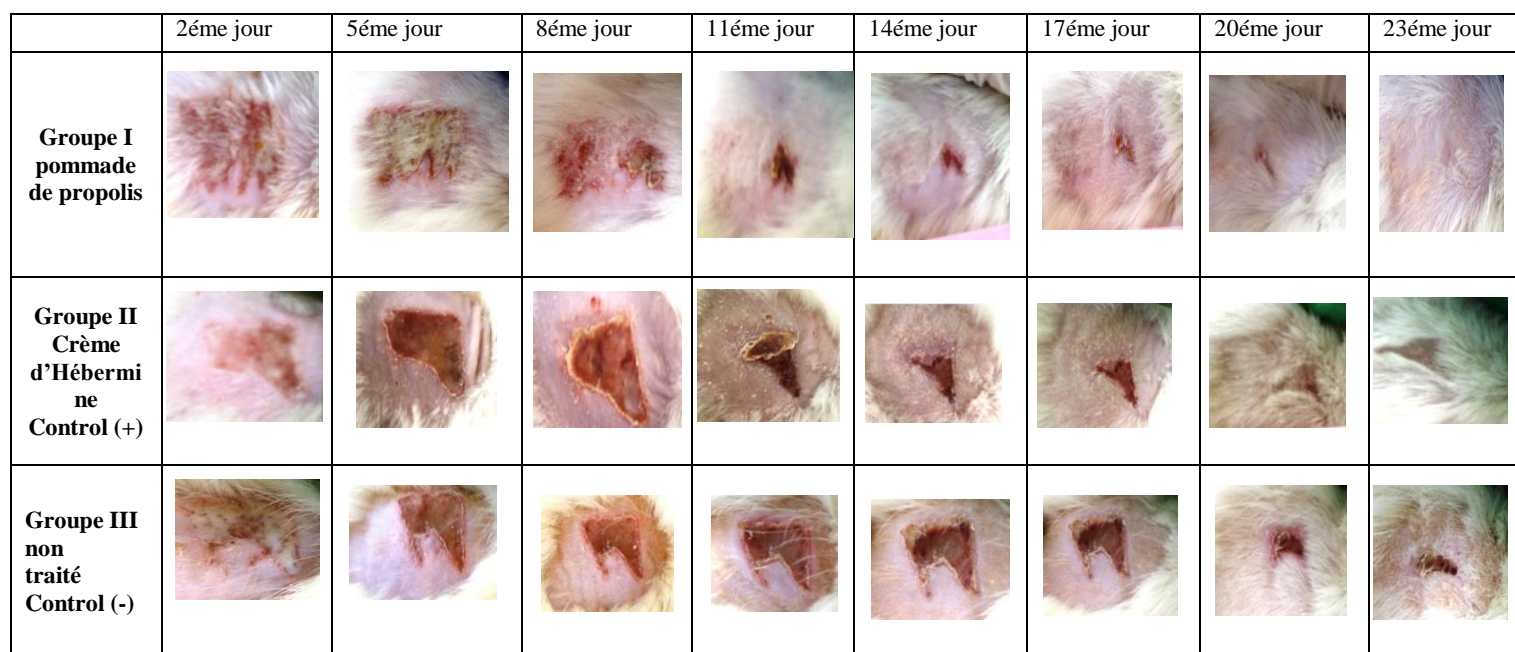 2éme jour 5éme jour 8éme jour 11éme jour 14éme jour 17éme jour 20éme jour 23éme jour
Groupe I
pommade
de propolis
Groupe II
Crème
d’Hébermi
ne
Control (+)
Groupe III
non
traité
Control (-)